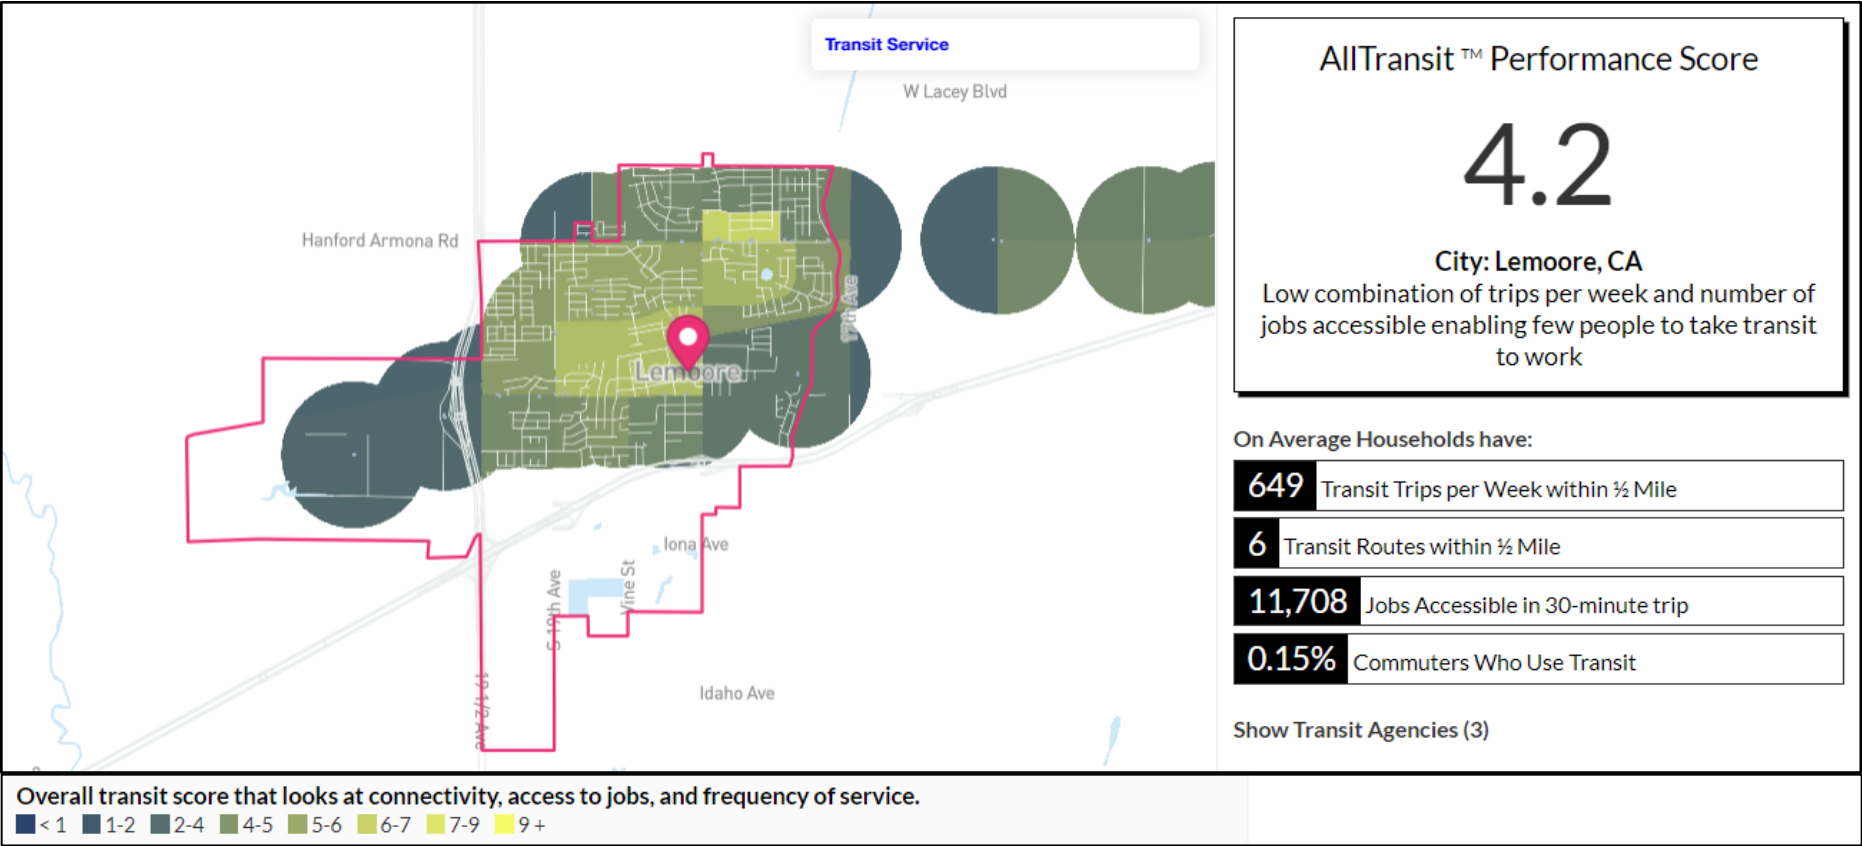 Transit Service
W Lacey Blvd
Hanford Armona Rd
17th Ave
Lemoore
Iona Ave
S 19th Ave
Vine St
Idaho Ave
19 1/2 Ave
AllTransit ™ Performance Score
4.2
City: Lemoore, CA
Low combination of trips per week and number of
jobs accessible enabling few people to take transit
to work
On Average Households have:
649 Transit Trips per Week within ½ Mile
6 Transit Routes within ½ Mile
11,708 Jobs Accessible in 30-minute trip
0.15% Commuters Who Use Transit
Show Transit Agencies (3)
Overall transit score that looks at connectivity, access to jobs, and frequency of service.
< 1 1-2 2-4 4-5 5-6 6-7 7-9 9 +